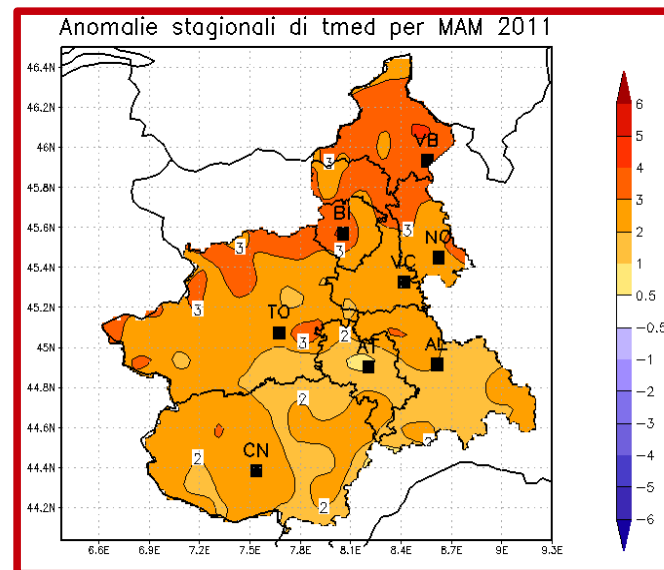 Anomalie stagionali di tmed per MAM 2011
46.4N
46.2N
46N
45.8N
45.6N
45.4N
45.2N
45N
44.8N
44.6N
44.4N
44.2N
6.6E 6.9E 7.2E 7.5E 7.8E 8.1E 8.4E 8.7E 9E 9.3E
VB
3
BI
3
3
NO
3
VC
3
TO
3
2
AT
AL
2
2
CN
2
2
6
5
4
3
2
1
0.5
-0.5
-1
-2
-3
-4
-5
-6